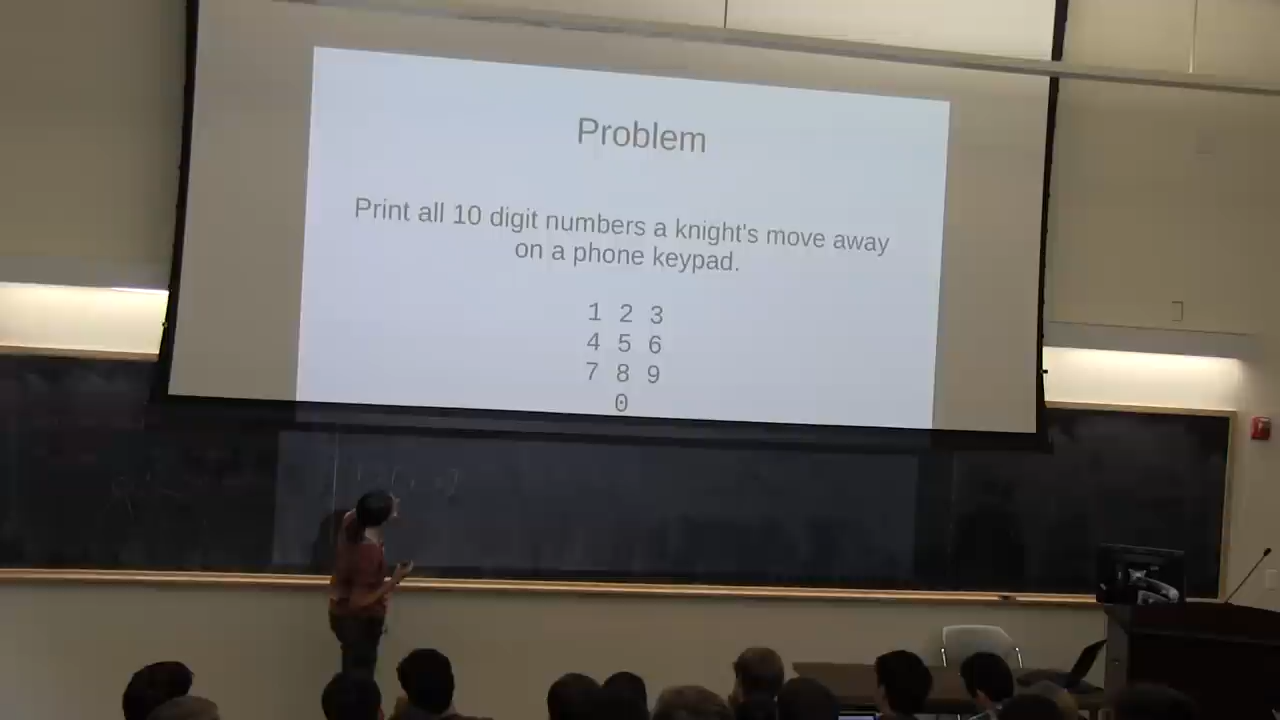 Problem
Print all 10 digit numbers a knight's move away
on a phone keypad.
1 2 3
4 5 6
7 8 9
0